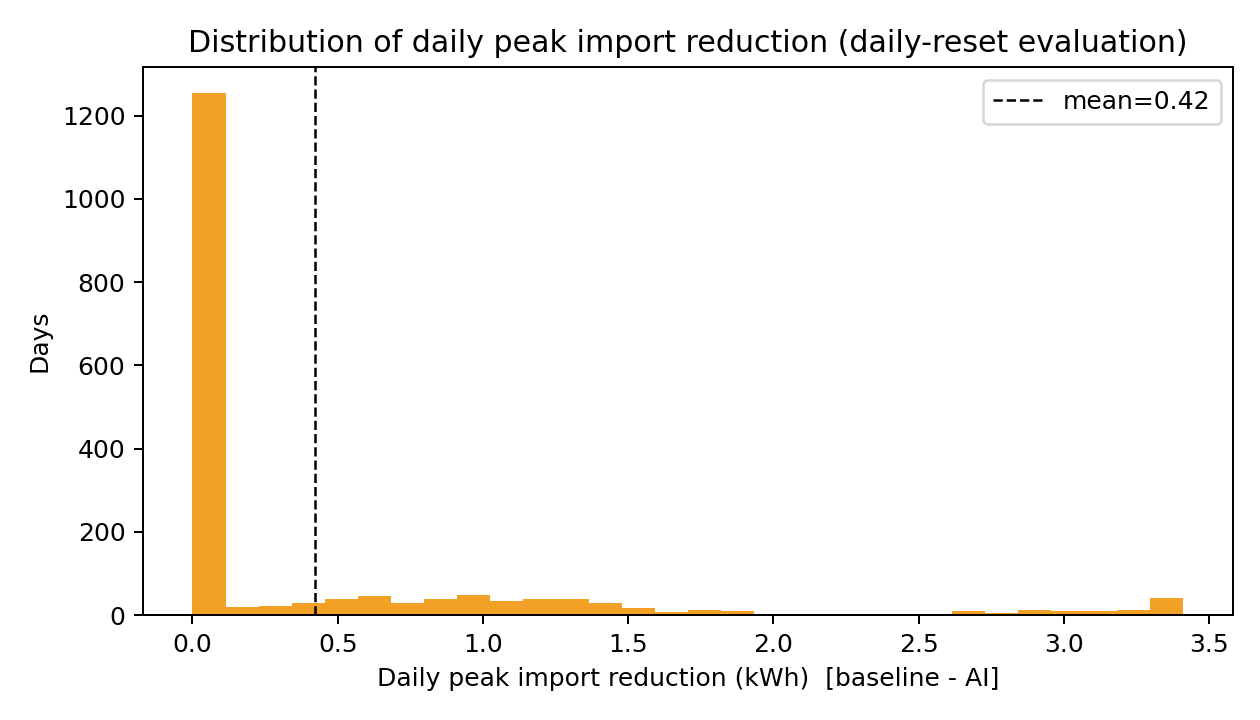 Distribution of daily peak import reduction (daily-reset evaluation)
mean=0.42
1200
1000
800
600
400
200
0
Days
0.0 0.5 1.0 1.5 2.0 2.5 3.0 3.5
Daily peak import reduction (kWh)  [baseline - AI]